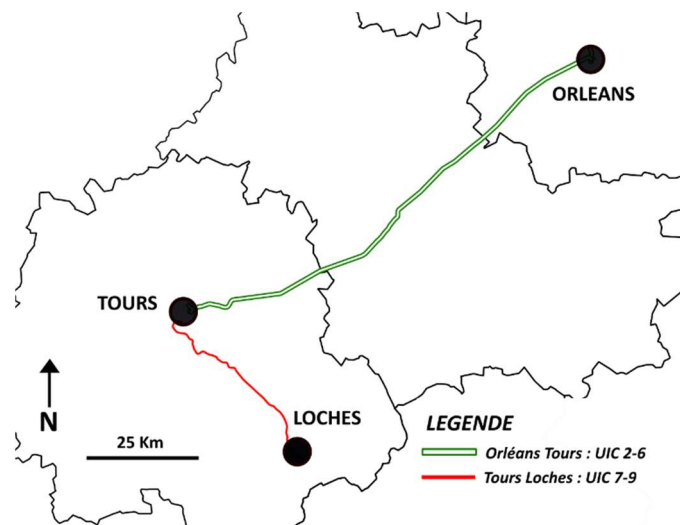 ORLEANS
TOURS
LOCHES
N
25 Km
LEGENDE
Orléans Tours : UIC 2-6
Tours Loches : UIC 7-9